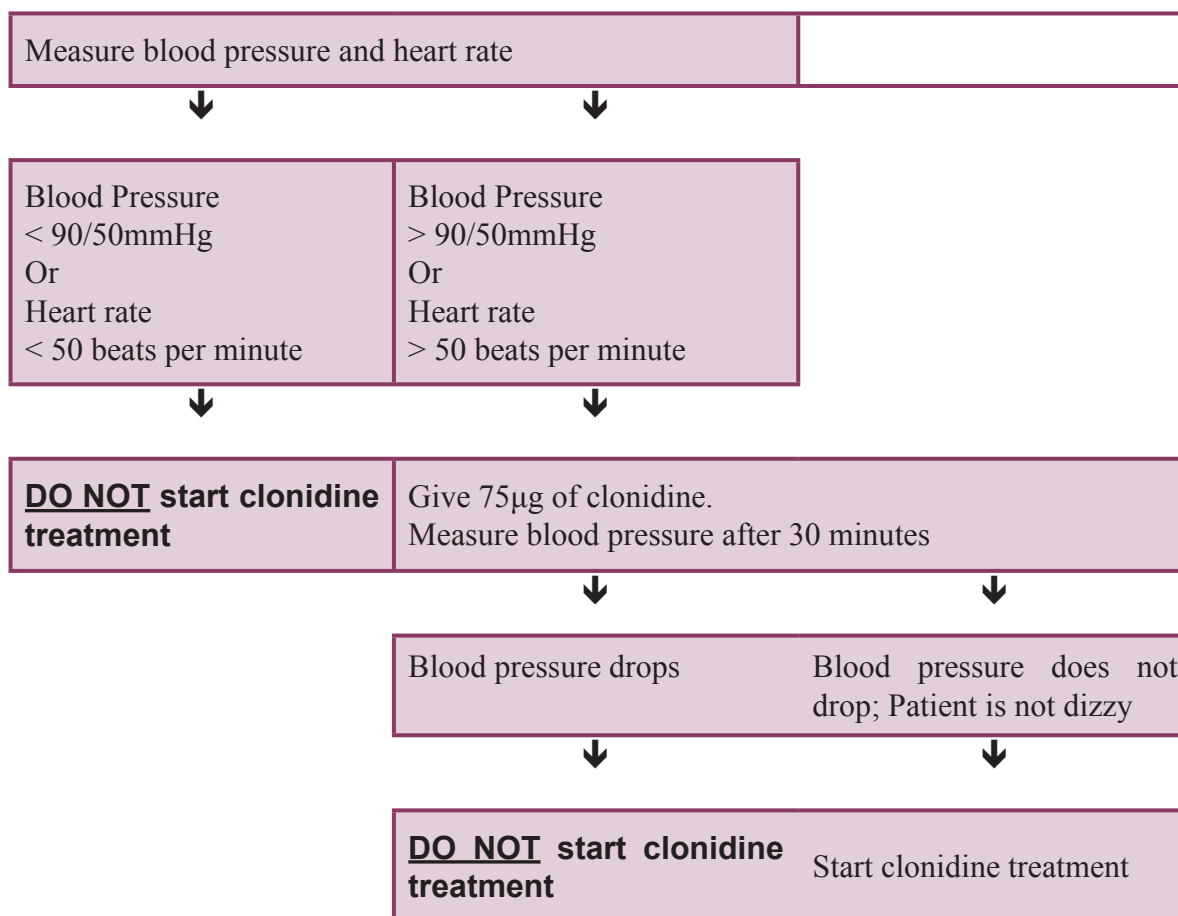 Measure blood pressure and heart rate
Blood Pressure
< 90/50mmHg
Or
Heart rate
< 50 beats per minute
Blood Pressure
> 90/50mmHg
Or
Heart rate
> 50 beats per minute
DO NOT start clonidine
treatment
Give 75µg of clonidine.
Measure blood pressure after 30 minutes
Blood pressure drops
Blood pressure does not
drop; Patient is not dizzy
DO NOT start clonidine
treatment
Start clonidine treatment